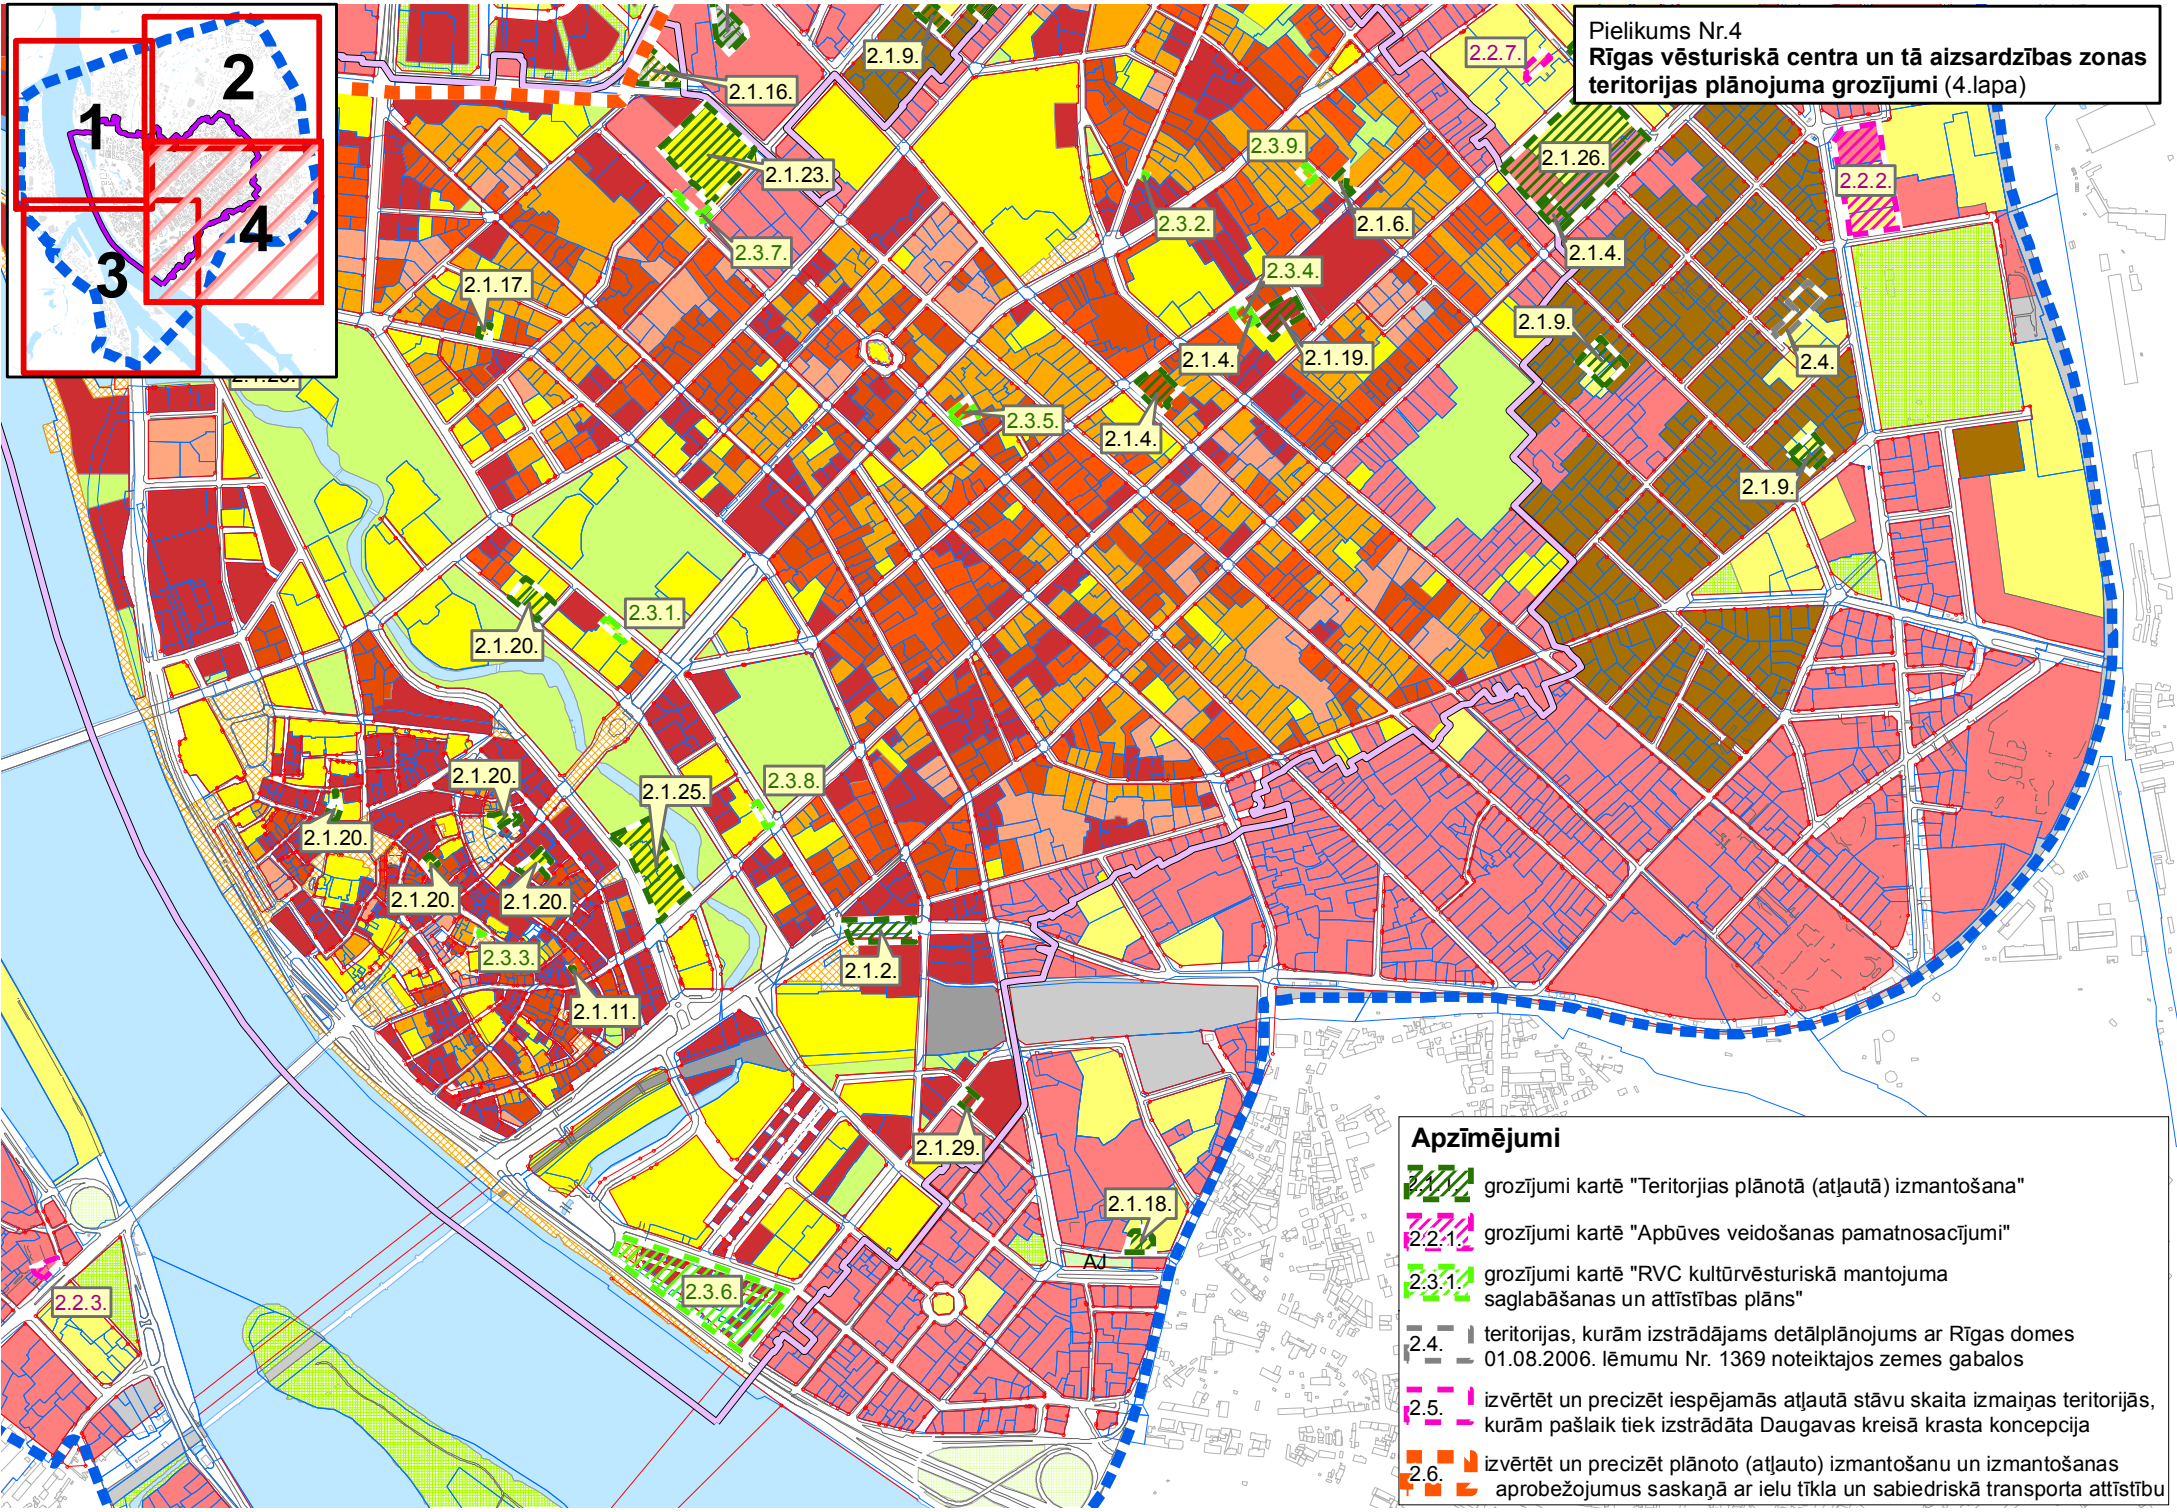 Pielikums Nr.4
Rīgas vēsturiskā centra un tā aizsardzības zonas
teritorijas plānojuma grozījumi (4.lapa)
1
2
3
4
2.1.9.
2.2.7.
2.1.16.
2.3.9.
2.1.26.
2.1.23.
2.2.2.
2.3.2.
2.1.6.
2.3.7.
2.1.4.
2.3.4.
2.1.17.
2.1.9.
2.1.4.
2.1.19.
2.4.
2.3.5.
2.1.4.
2.1.9.
2.3.1.
2.1.20.
2.1.20.
2.1.25.
2.3.8.
2.1.20.
2.1.20.
2.1.20.
2.3.3.
2.1.2.
2.1.11.
2.1.29.
2.1.18.
AJ
2.3.6.
2.2.3.
Apzīmējumi
2.1.1. grozījumi kartē "Teritorjias plānotā (atļautā) izmantošana"
2.2.1. grozījumi kartē "Apbūves veidošanas pamatnosacījumi"
2.3.1. grozījumi kartē "RVC kultūrvēsturiskā mantojuma
saglabāšanas un attīstības plāns"
2.4. teritorijas, kurām izstrādājams detālplānojums ar Rīgas domes
01.08.2006. lēmumu Nr. 1369 noteiktajos zemes gabalos
2.5. izvērtēt un precizēt iespējamās atļautā stāvu skaita izmaiņas teritorijās,
kurām pašlaik tiek izstrādāta Daugavas kreisā krasta koncepcija
2.6. izvērtēt un precizēt plānoto (atļauto) izmantošanu un izmantošanas
aprobežojumus saskaņā ar ielu tīkla un sabiedriskā transporta attīstību